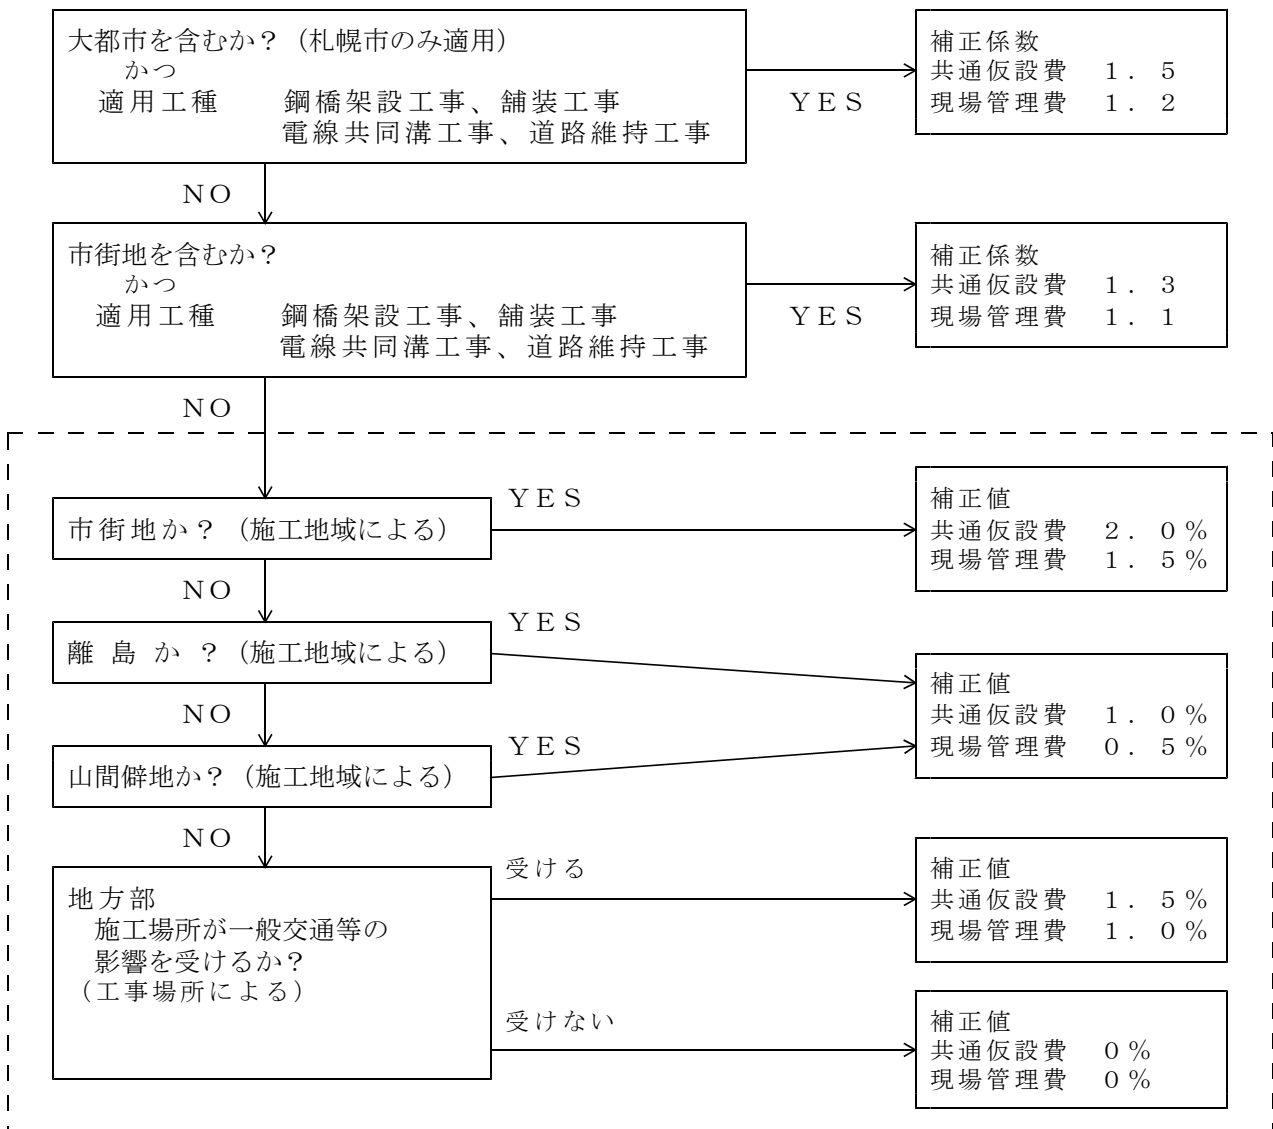 大都市を含むか？（札幌市のみ適用）
かつ
適用工種　　鋼橋架設工事、舗装工事
電線共同溝工事、道路維持工事
ＹＥＳ
補正係数
共通仮設費　１．５
現場管理費　１．２
ＮＯ
市街地を含むか？
かつ
適用工種　　鋼橋架設工事、舗装工事
電線共同溝工事、道路維持工事
ＹＥＳ
補正係数
共通仮設費　１．３
現場管理費　１．１
ＮＯ
市街地か？（施工地域による）
ＹＥＳ
補正値
共通仮設費　２．０％
現場管理費　１．５％
ＮＯ
離島か？（施工地域による）
ＹＥＳ
補正値
共通仮設費　１．０％
現場管理費　０．５％
ＮＯ
山間僻地か？（施工地域による）
ＹＥＳ
ＮＯ
地方部
施工場所が一般交通等の
影響を受けるか？
（工事場所による）
受ける
補正値
共通仮設費　１．５％
現場管理費　１．０％
受けない
補正値
共通仮設費　０％
現場管理費　０％